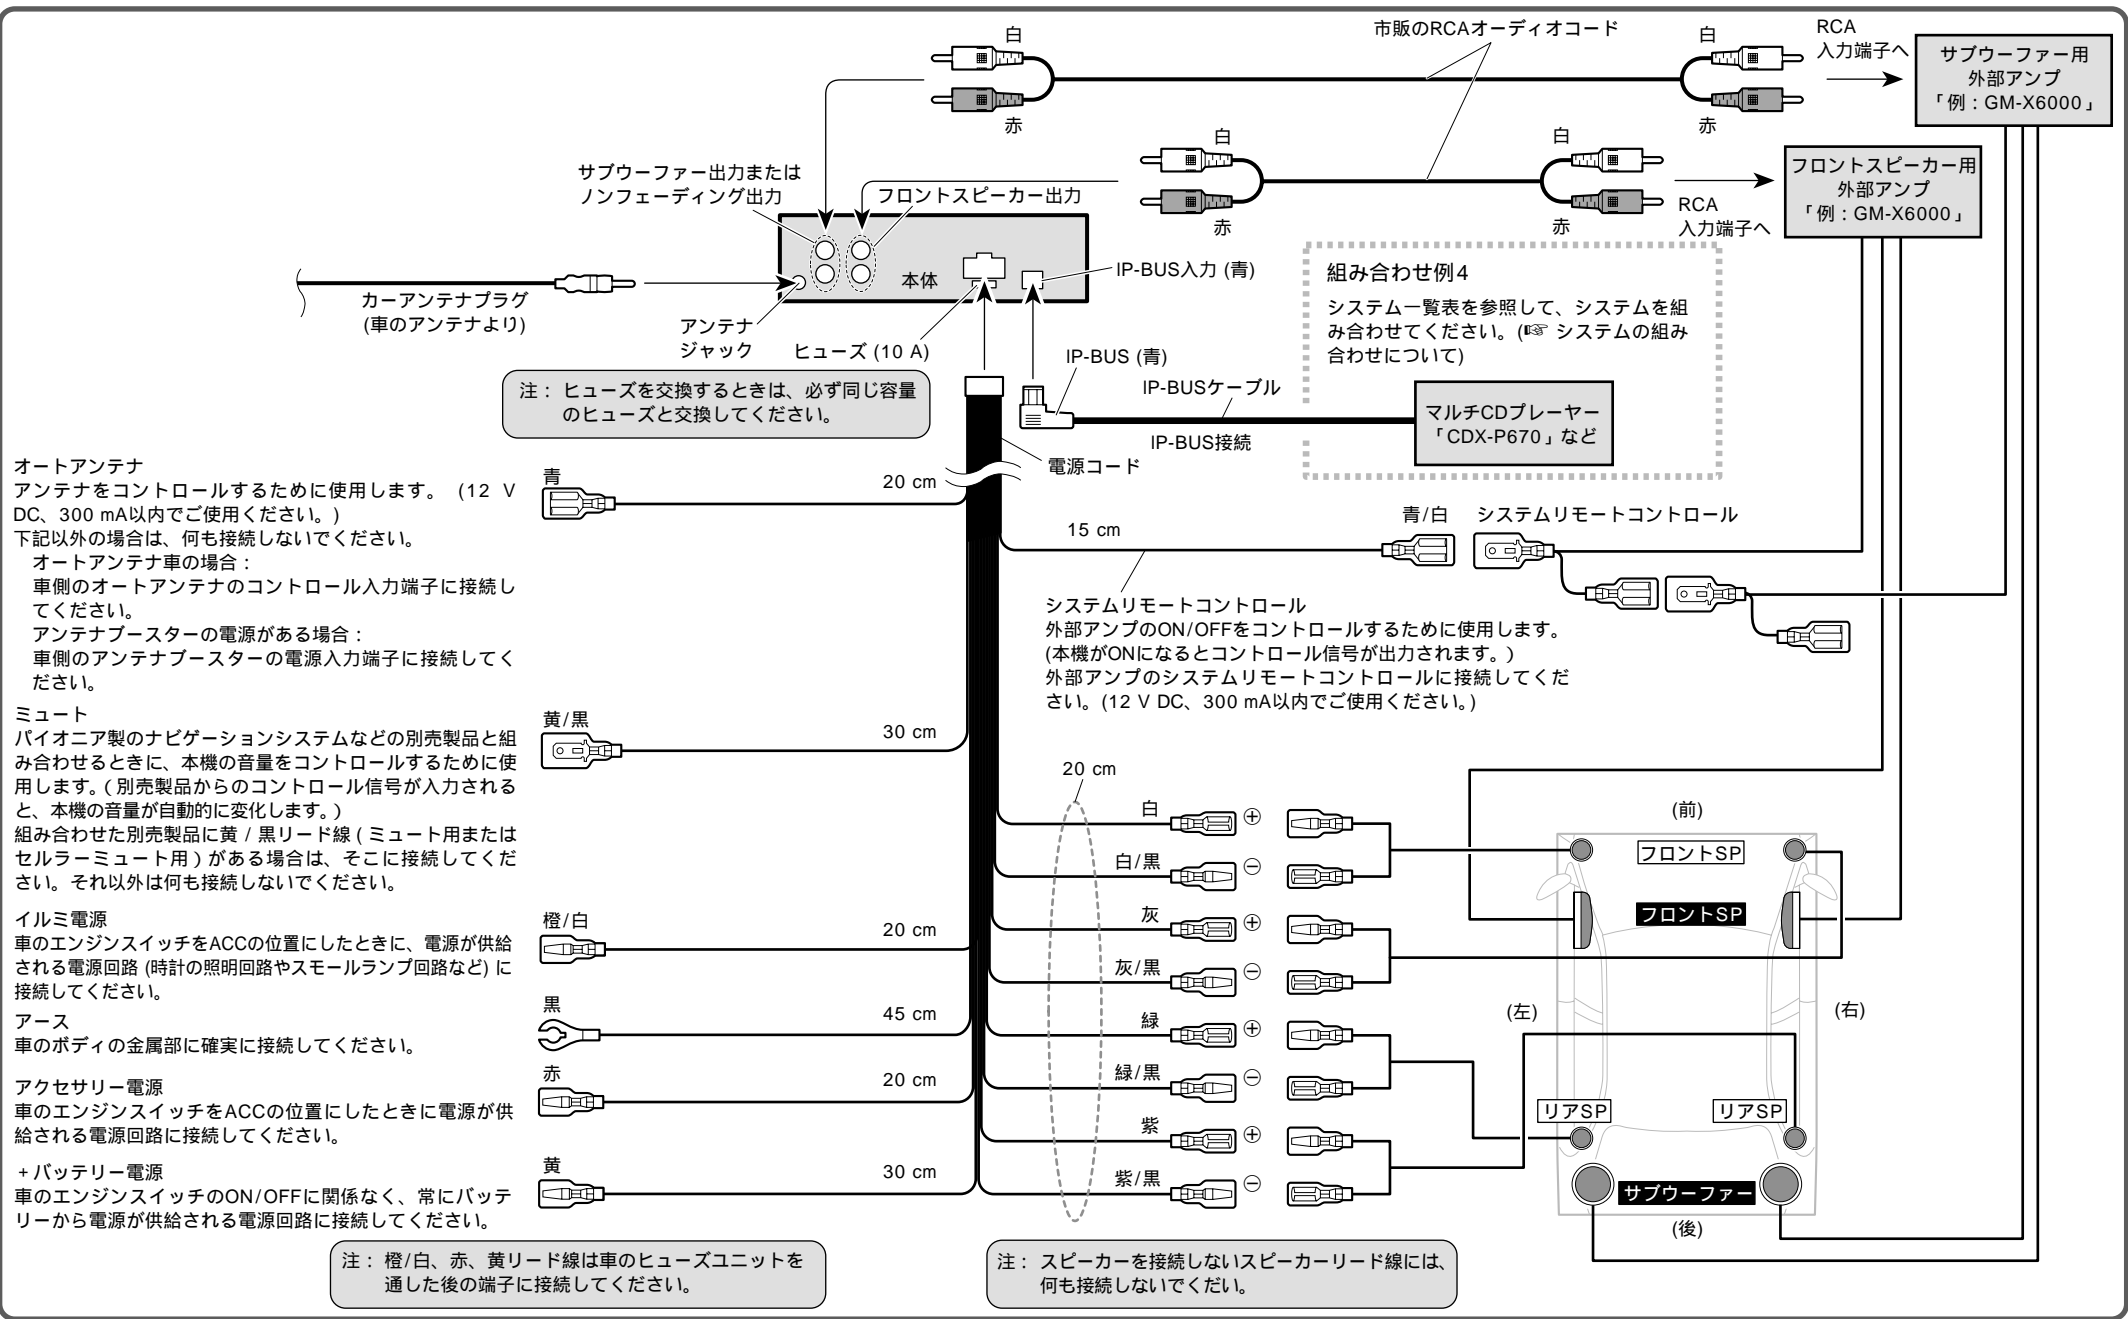 白
市販のRCAオーディオコード
白
RCA
入力端子へ
サブウーファー用
外部アンプ
「例：GM-X6000」
赤
赤
白
白
フロントスピーカー用
外部アンプ
「例：GM-X6000」
サブウーファー出力または
ノンフェーディング出力
フロントスピーカー出力
赤
赤
RCA
入力端子へ
本体
IP-BUS入力 (青)
カーアンテナプラグ
(車のアンテナより)
アンテナ
ジャック
ヒューズ (10 A)
組み合わせ例4
システム一覧表を参照して、システムを組
み合わせてください。(☞ システムの組み
合わせについて)
IP-BUS (青)
IP-BUSケーブル
IP-BUS接続
マルチCDプレーヤー
「CDX-P670」など
注： ヒューズを交換するときは、必ず同じ容量
のヒューズと交換してください。
電源コード
オートアンテナ
アンテナをコントロールするために使用します。 (12 V
DC、300 mA以内でご使用ください。)
下記以外の場合は、何も接続しないでください。
オートアンテナ車の場合：
車側のオートアンテナのコントロール入力端子に接続し
てください。
アンテナブースターの電源がある場合：
車側のアンテナブースターの電源入力端子に接続してく
ださい。
青
20 cm
15 cm
青/白
システムリモートコントロール
システムリモートコントロール
外部アンプのON/OFFをコントロールするために使用します。
(本機がONになるとコントロール信号が出力されます。)
外部アンプのシステムリモートコントロールに接続してくだ
さい。(12 V DC、300 mA以内でご使用ください。)
ミュート
パイオニア製のナビゲーションシステムなどの別売製品と組
み合わせるときに、本機の音量をコントロールするために使
用します。(別売製品からのコントロール信号が入力される
と、本機の音量が自動的に変化します。)
組み合わせた別売製品に黄 / 黒リード線 (ミュート用または
セルラーミュート用) がある場合は、そこに接続してくだ
さい。それ以外は何も接続しないでください。
黄/黒
30 cm
イルミ電源
車のエンジンスイッチをACCの位置にしたときに、電源が供給
される電源回路 (時計の照明回路やスモールランプ回路など) に
接続してください。
橙/白
20 cm
アース
車のボディの金属部に確実に接続してください。
黒
45 cm
アクセサリー電源
車のエンジンスイッチをACCの位置にしたときに電源が供
給される電源回路に接続してください。
赤
20 cm
+バッテリー電源
車のエンジンスイッチのON/OFFに関係なく、常にバッテ
リーから電源が供給される電源回路に接続してください。
黄
30 cm
20 cm
白 ⊕
白/黒 ⊖
灰 ⊕
灰/黒 ⊖
緑 ⊕
緑/黒 ⊖
紫 ⊕
紫/黒 ⊖
(前)
フロントSP
フロントSP
(左)
(右)
リアSP
リアSP
サブウーファー
(後)
注： 橙/白、赤、黄リード線は車のヒューズユニットを
通した後の端子に接続してください。
注： スピーカーを接続しないスピーカーリード線には、
何も接続しないでくだい。